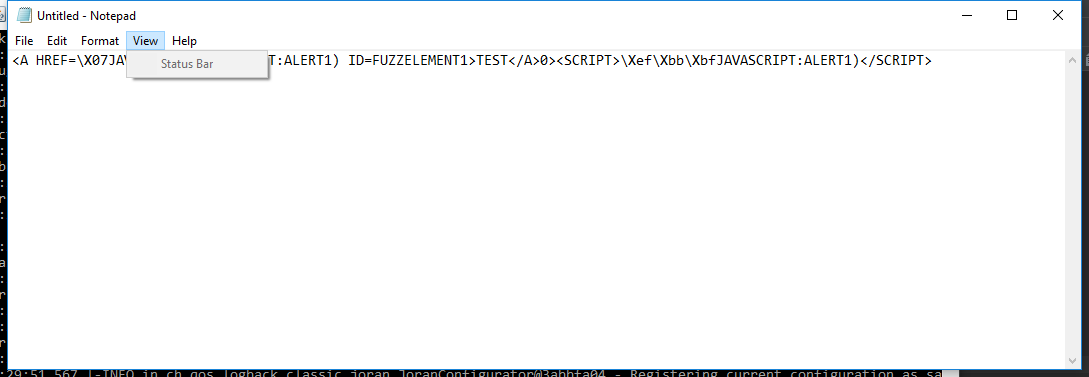 Untitled - Notepad
File Edit Format View Help
<A HREF=\X07JAV T:ALERT1) ID=FUZZELEMENT1>TEST</A>0><SCRIPT>\Xef\Xbb\XbfJAVASCRIPT:ALERT1)</SCRIPT>
Status Bar
:29:51,567 |-INFO in ch.qos.logback.classic.joran.JoranConfigurator@3abbfa04 - Registering current configuration as sa